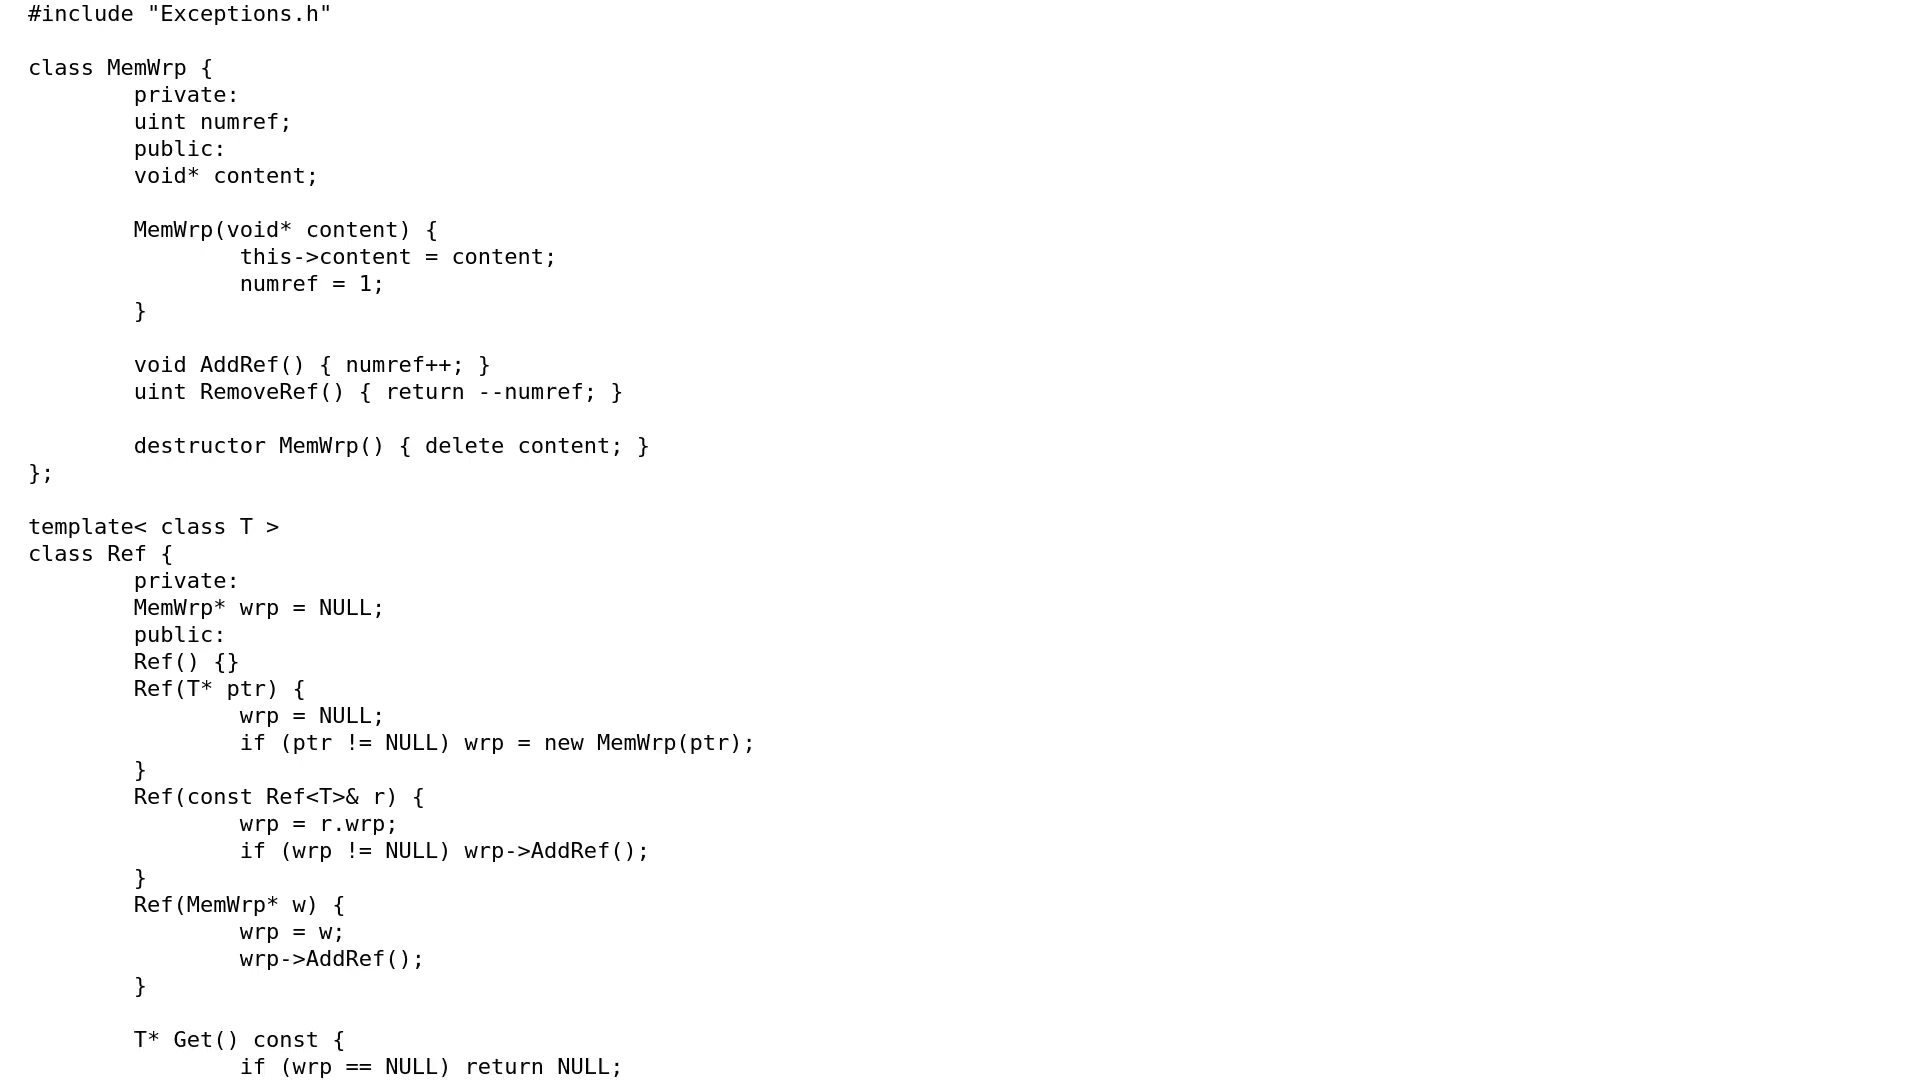 #include "Exceptions.h"
class MemWrp {
private:
uint numref;
public:
void* content;
MemWrp(void* content) {
this->content = content;
numref = 1;
}
void AddRef() { numref++; }
uint RemoveRef() { return --numref; }
destructor MemWrp() { delete content; }
};
template< class T >
class Ref {
private:
MemWrp* wrp = NULL;
public:
Ref() {}
Ref(T* ptr) {
wrp = NULL;
if (ptr != NULL) wrp = new MemWrp(ptr);
}
Ref(const Ref<T>& r) {
wrp = r.wrp;
if (wrp != NULL) wrp->AddRef();
}
Ref(MemWrp* w) {
wrp = w;
wrp->AddRef();
}
T* Get() const {
if (wrp == NULL) return NULL;